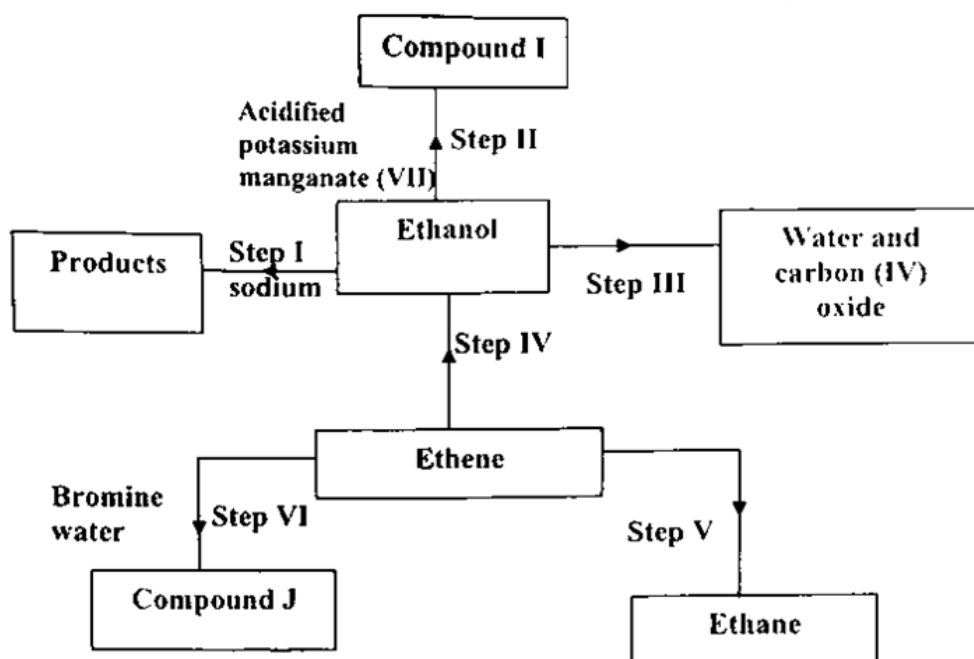 Compound I
Acidified
potassium
manganate (VII)
Step II
Ethanol
Products
Step I
sodium
Step III
Water and
carbon (IV)
oxide
Step IV
Ethene
Bromine
water
Step VI
Step V
Compound J
Ethane